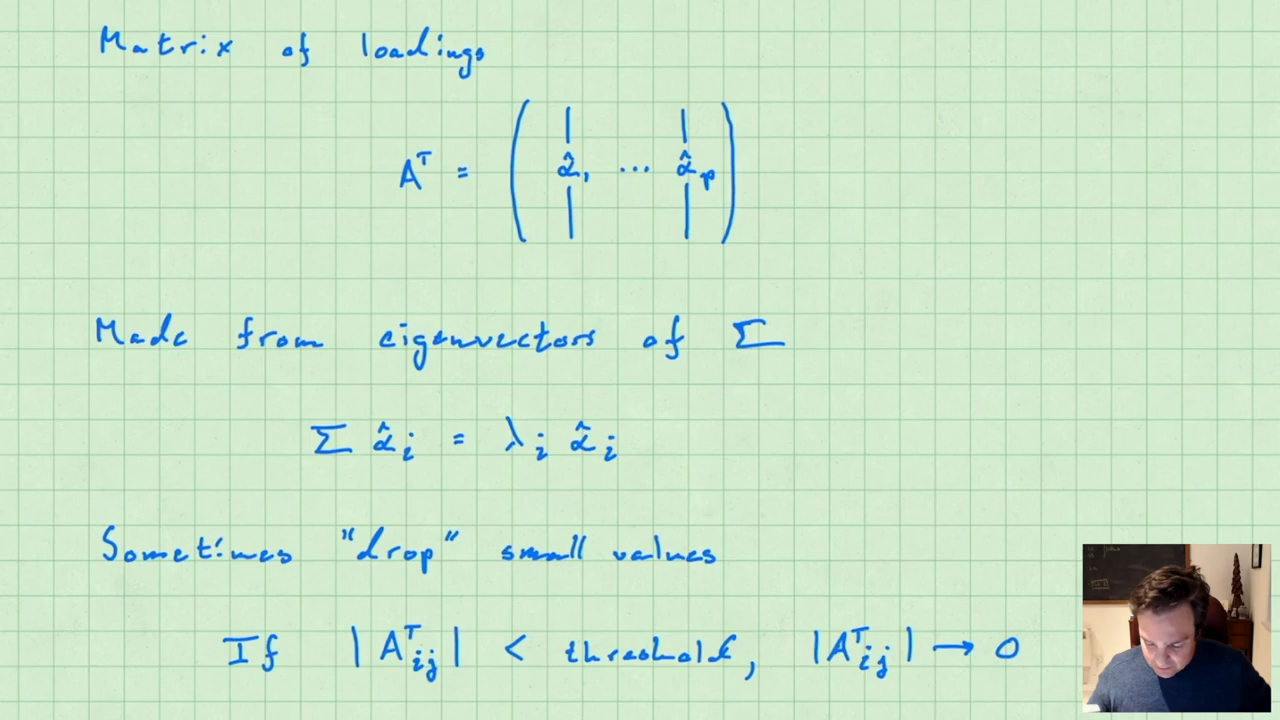 Matrix of loadings
Aᵀ = ( | α̂₁ | ⋯ | α̂ₚ | )
Made from eigenvectors of Σ
Σ α̂ᵢ = λᵢ α̂ᵢ
Sometimes "drop" small values
If |Aᵀᵢⱼ| < threshold, |Aᵀᵢⱼ| → 0